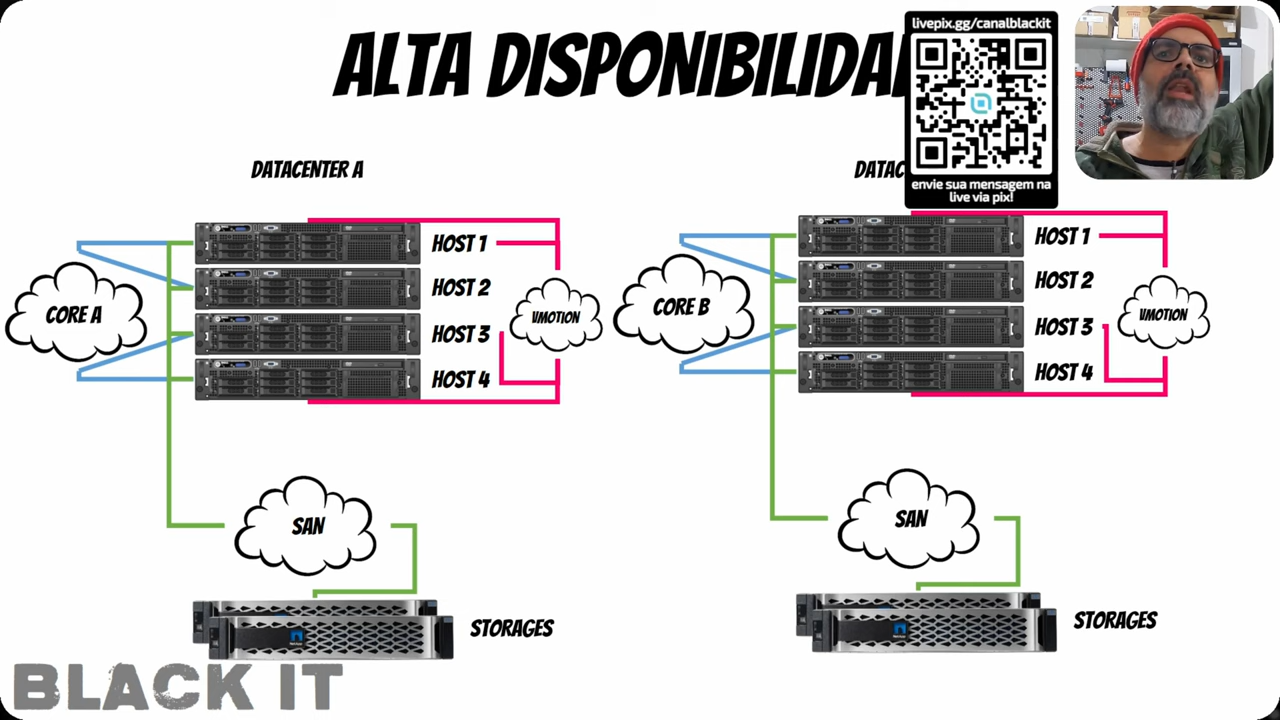 livepix.gg/canalblackit
ALTA DISPONIBILIDA
envie sua mensagem na
live via pix!
DATACENTER A
DATAC
HOST 1
HOST 2
HOST 3
HOST 4
CORE A
VMOTION
HOST 1
HOST 2
HOST 3
HOST 4
CORE B
VMOTION
SAN
SAN
STORAGES
STORAGES
BLACK IT